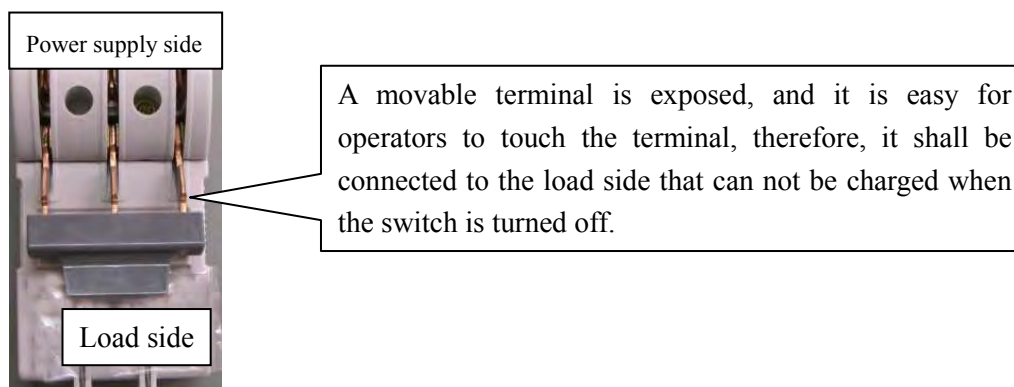 Power supply side
A movable terminal is exposed, and it is easy for
operators to touch the terminal, therefore, it shall be
connected to the load side that can not be charged when
the switch is turned off.
Load side